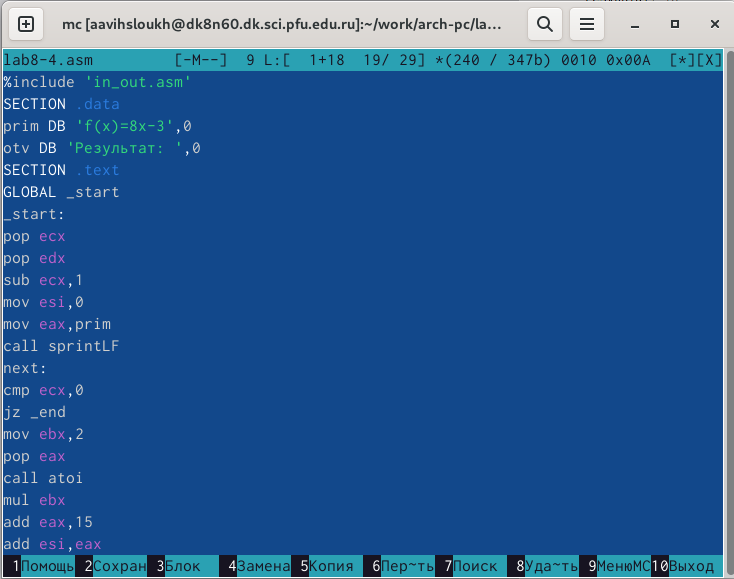 mc [aavihsloukh@dk8n60.dk.sci.pfu.edu.ru]:~/work/arch-pc/la...
lab8-4.asm [-M--] 9 L:[ 1+18 19/ 29] *(240 / 347b) 0010 0x00A [*][X]
%include 'in_out.asm'
SECTION .data
prim DB 'f(x)=8x-3',0
otv DB 'Результат: ',0
SECTION .text
GLOBAL _start
_start:
pop ecx
pop edx
sub ecx,1
mov esi,0
mov eax,prim
call sprintLF
next:
cmp ecx,0
jz _end
mov ebx,2
pop eax
call atoi
mul ebx
add eax,15
add esi,eax
1Помощь 2Сохран 3Блок 4Замена 5Копия 6Пер~ть 7Поиск 8Уда~ть 9МенюMC 10Выход